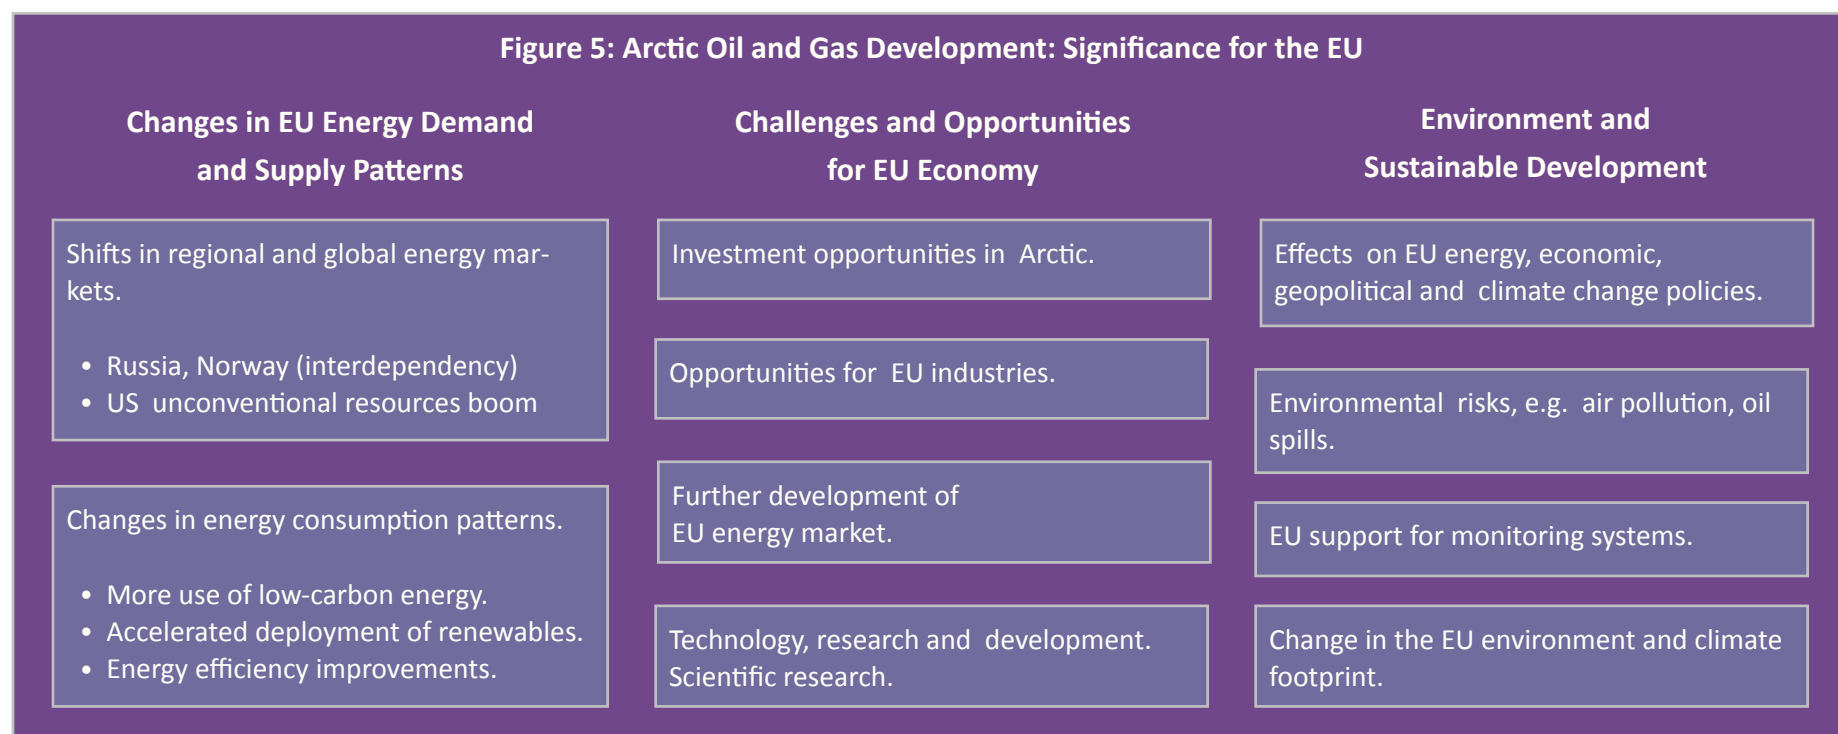 Figure 5: Arctic Oil and Gas Development: Significance for the EU
Changes in EU Energy Demand
and Supply Patterns
Shifts in regional and global energy mar-
kets.
• Russia, Norway (interdependency)
• US unconventional resources boom
Changes in energy consumption patterns.
• More use of low-carbon energy.
• Accelerated deployment of renewables.
• Energy efficiency improvements.
Challenges and Opportunities
for EU Economy
Investment opportunities in Arctic.
Opportunities for EU industries.
Further development of
EU energy market.
Technology, research and development.
Scientific research.
Environment and
Sustainable Development
Effects on EU energy, economic,
geopolitical and climate change policies.
Environmental risks, e.g. air pollution, oil
spills.
EU support for monitoring systems.
Change in the EU environment and climate
footprint.